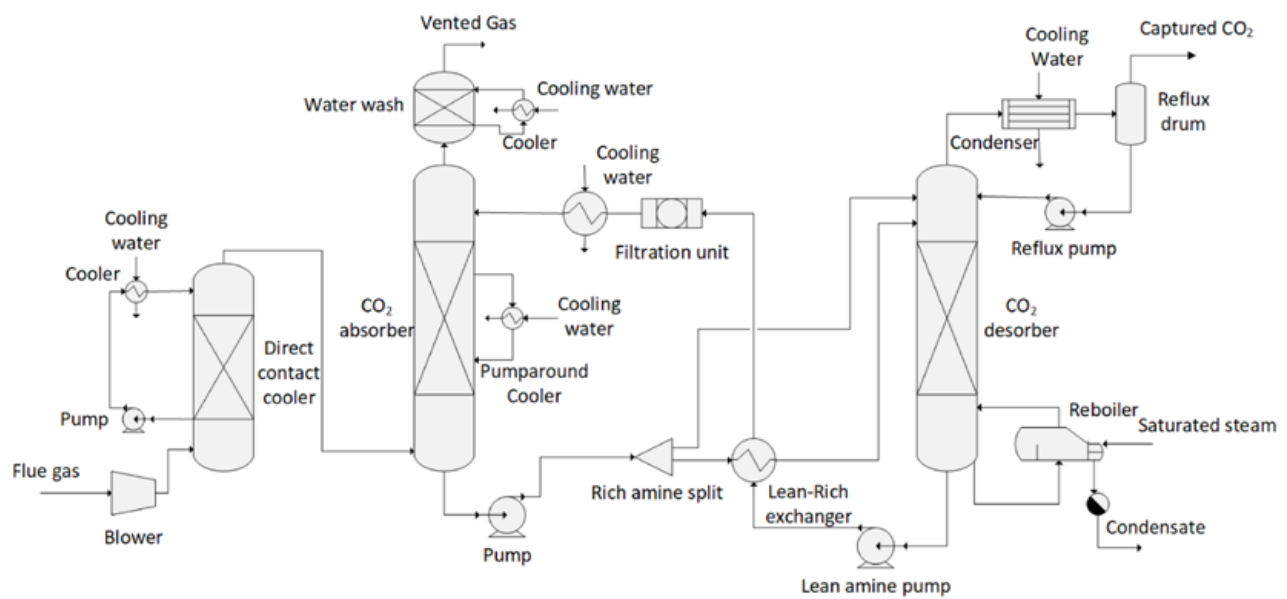 Vented Gas
Water wash
Cooling water
Cooler
Cooling
Water
Captured CO₂
Reflux
drum
Condenser
Cooling
water
Filtration unit
Reflux pump
Cooling
water
Cooler
Direct
contact
cooler
Pump
Flue gas
Blower
CO₂
absorber
Cooling
water
Pumparound
Cooler
Pump
Rich amine split
Lean-Rich
exchanger
Lean amine pump
CO₂
desorber
Reboiler
Saturated steam
Condensate